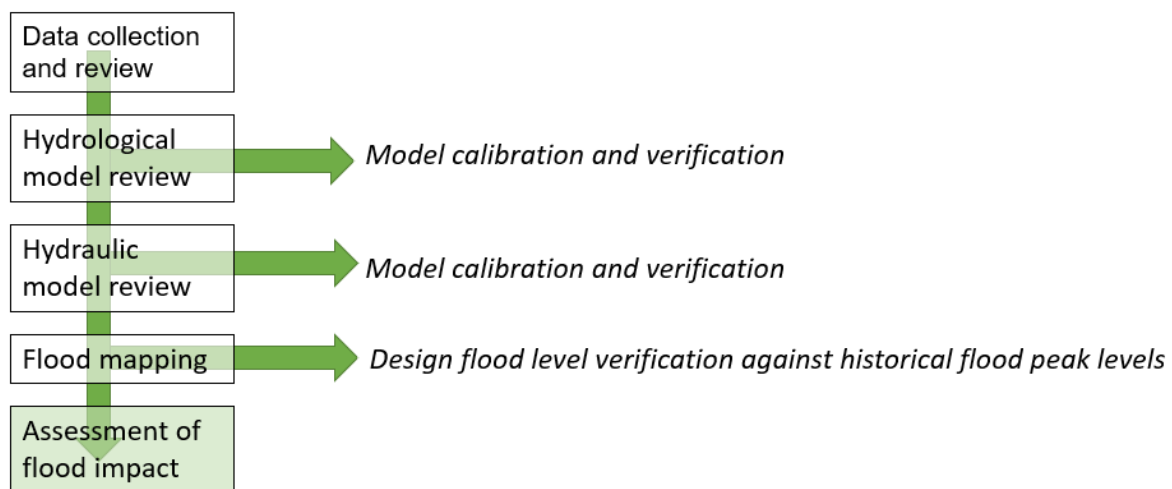 Data collection
and review
Hydrological
model review
Model calibration and verification
Hydraulic
model review
Model calibration and verification
Flood mapping
Design flood level verification against historical flood peak levels
Assessment of
flood impact